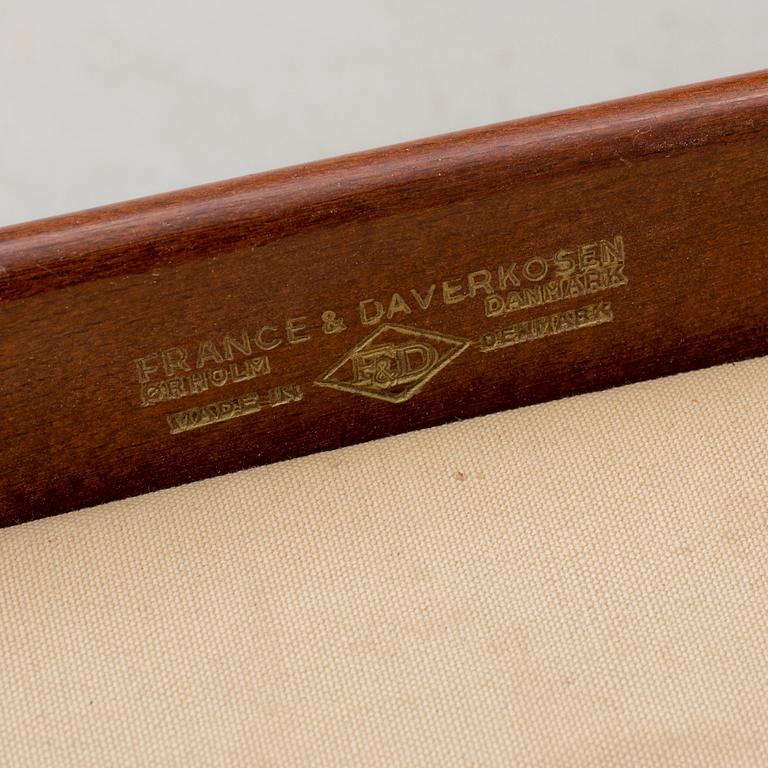 FRANCE & DAVERKOSEN
ØRHOLM F&D DANMARK
MADE IN DENMARK